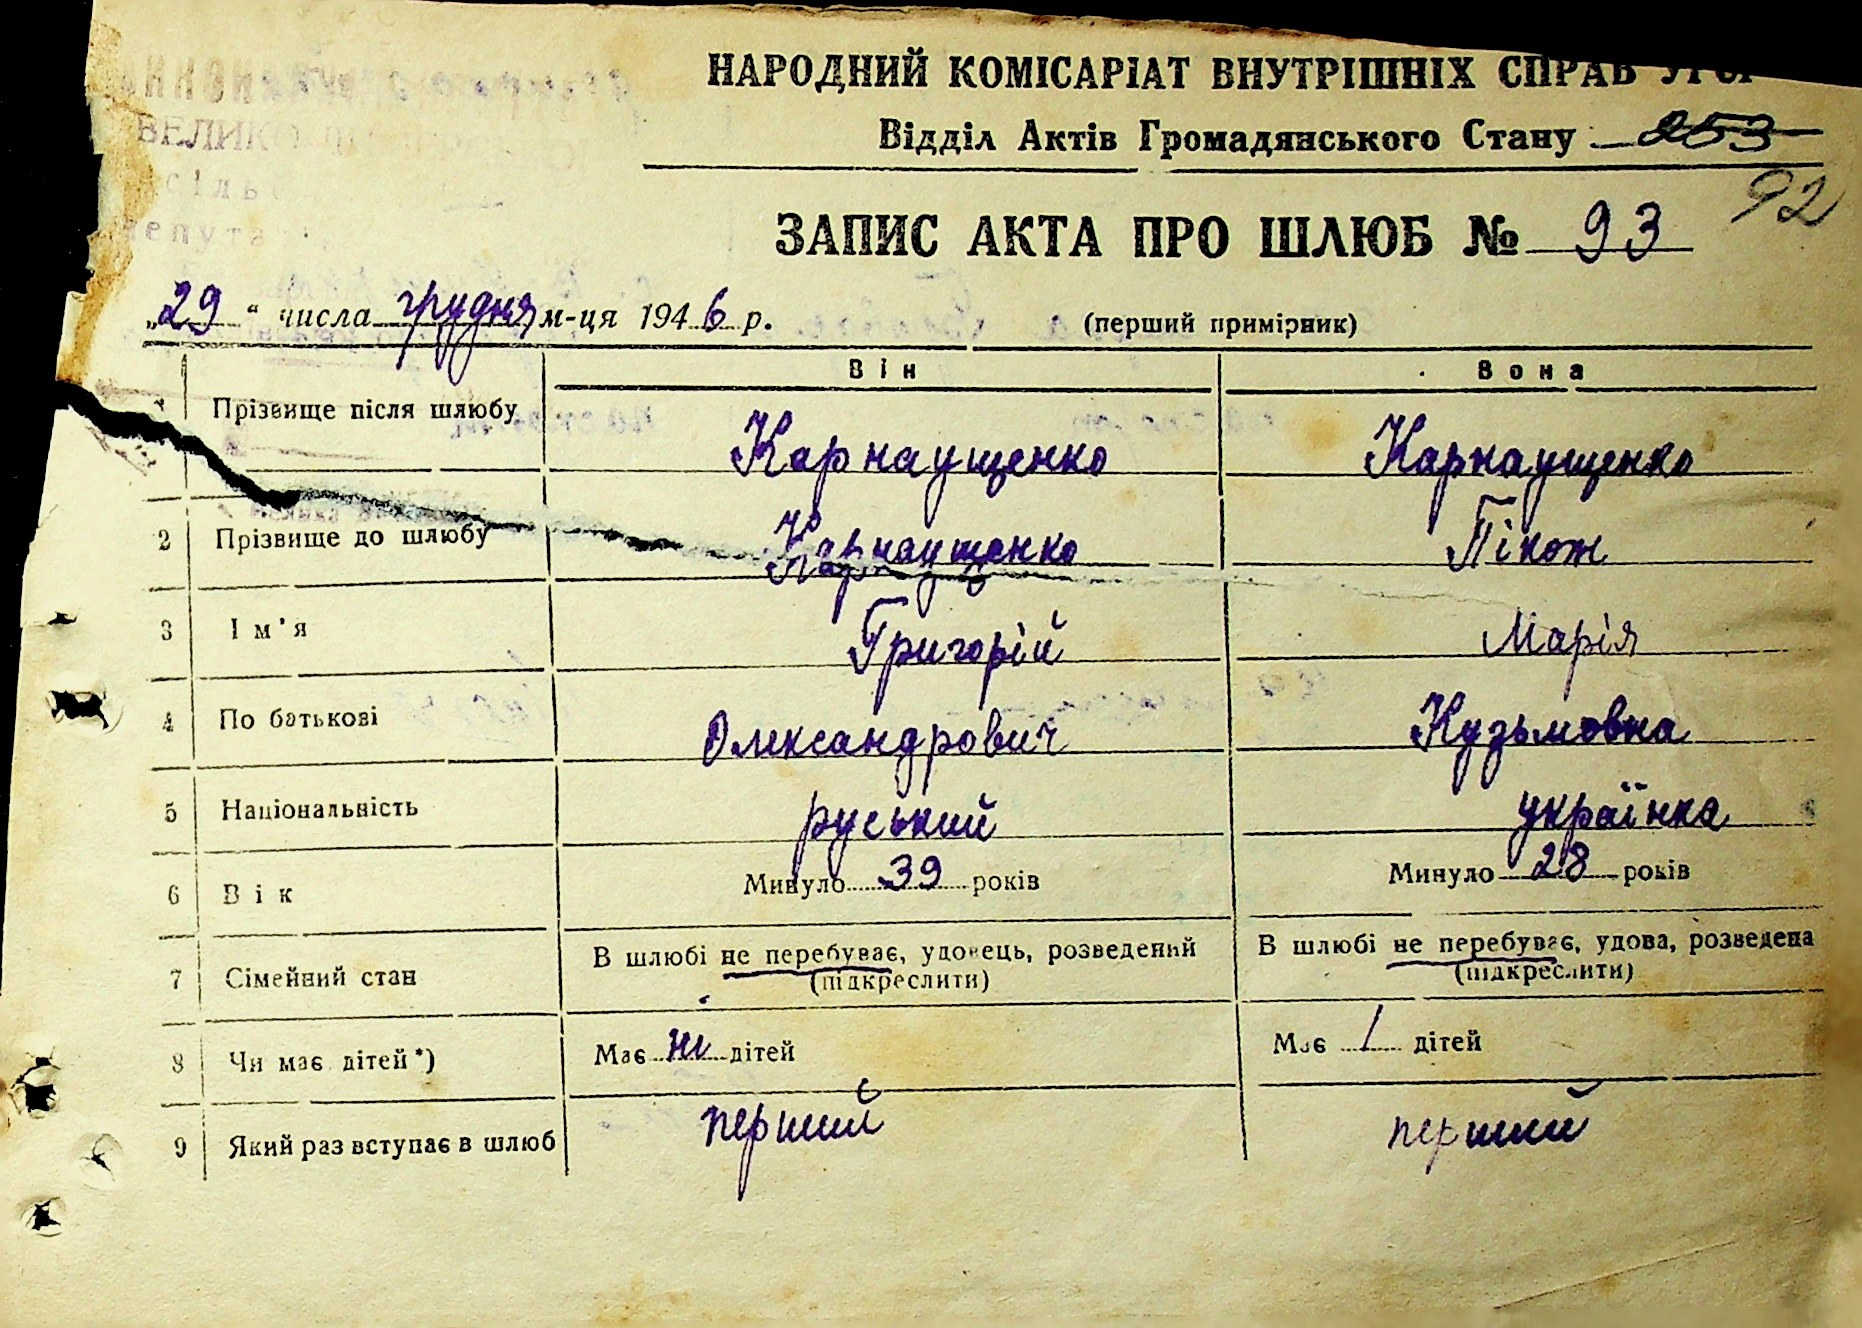 НАРОДНИЙ КОМІСАРІАТ ВНУТРІШНІХ СПРАВ УРСР
Відділ Актів Громадянського Стану 253
92
ВЕЛИКО
ЗАПИС АКТА ПРО ШЛЮБ № 93
„29“ числа грудня м-ця 1946 р. (перший примірник)
Він Вона
1 Прізвище після шлюбу Карнаущенко Карнаущенко
2 Прізвище до шлюбу Карнаущенко Пікож
3 Ім'я Григорій Марія
4 По батькові Олександрович Кузьмовна
5 Національність руський українка
6 Вік Минуло 39 років Минуло 28 років
7 Сімейний стан В шлюбі не перебуває, удовець, розведений В шлюбі не перебуває, удова, розведена
(підкреслити) (підкреслити)
8 Чи має дітей*) Має ні дітей Має 1 дітей
9 Який раз вступає в шлюб перший перший